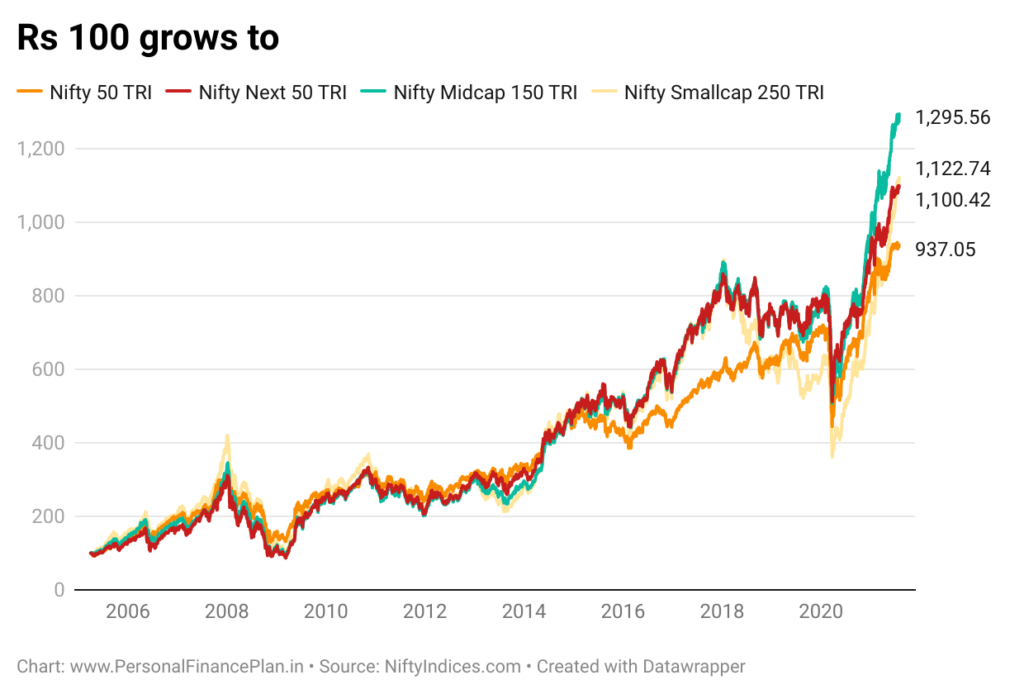 Rs 100 grows to
Nifty 50 TRI Nifty Next 50 TRI Nifty Midcap 150 TRI Nifty Smallcap 250 TRI
1,295.56
1,200
1,122.74
1,100.42
1,000
937.05
800
600
400
200
0
2006 2008 2010 2012 2014 2016 2018 2020
Chart: www.PersonalFinancePlan.in • Source: NiftyIndices.com • Created with Datawrapper